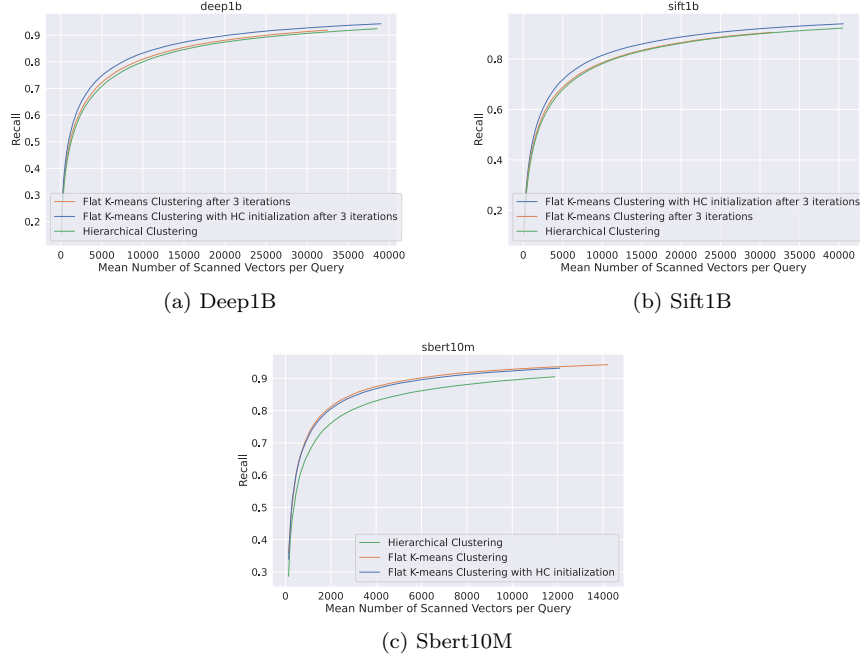 deep1b
0.9
0.8
0.7
0.6
0.5
0.4
0.3
0.2
Recall
Flat K-means Clustering after 3 iterations
Flat K-means Clustering with HC initialization after 3 iterations
Hierarchical Clustering
0 5000 10000 15000 20000 25000 30000 35000 40000
Mean Number of Scanned Vectors per Query
(a) Deep1B
sift1b
0.8
0.6
0.4
0.2
Recall
Flat K-means Clustering with HC initialization after 3 iterations
Flat K-means Clustering after 3 iterations
Hierarchical Clustering
0 5000 10000 15000 20000 25000 30000 35000 40000
Mean Number of Scanned Vectors per Query
(b) Sift1B
sbert10m
0.9
0.8
0.7
0.6
0.5
0.4
0.3
Recall
Hierarchical Clustering
Flat K-means Clustering
Flat K-means Clustering with HC initialization
0 2000 4000 6000 8000 10000 12000 14000
Mean Number of Scanned Vectors per Query
(c) Sbert10M